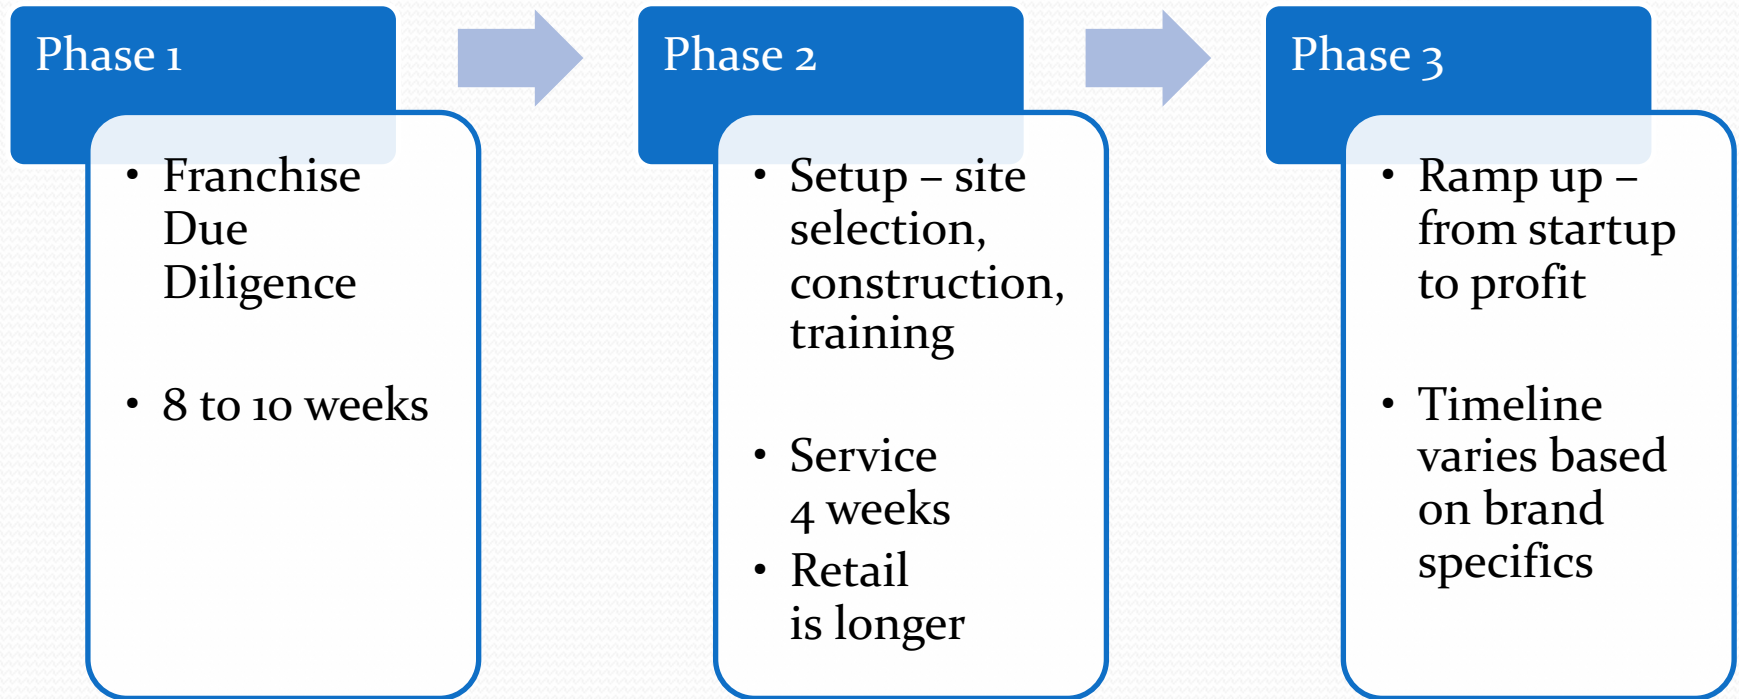 Phase 1
• Franchise
Due
Diligence
• 8 to 10 weeks
Phase 2
• Setup – site
selection,
construction,
training
• Service
4 weeks
• Retail
is longer
Phase 3
• Ramp up –
from startup
to profit
• Timeline
varies based
on brand
specifics